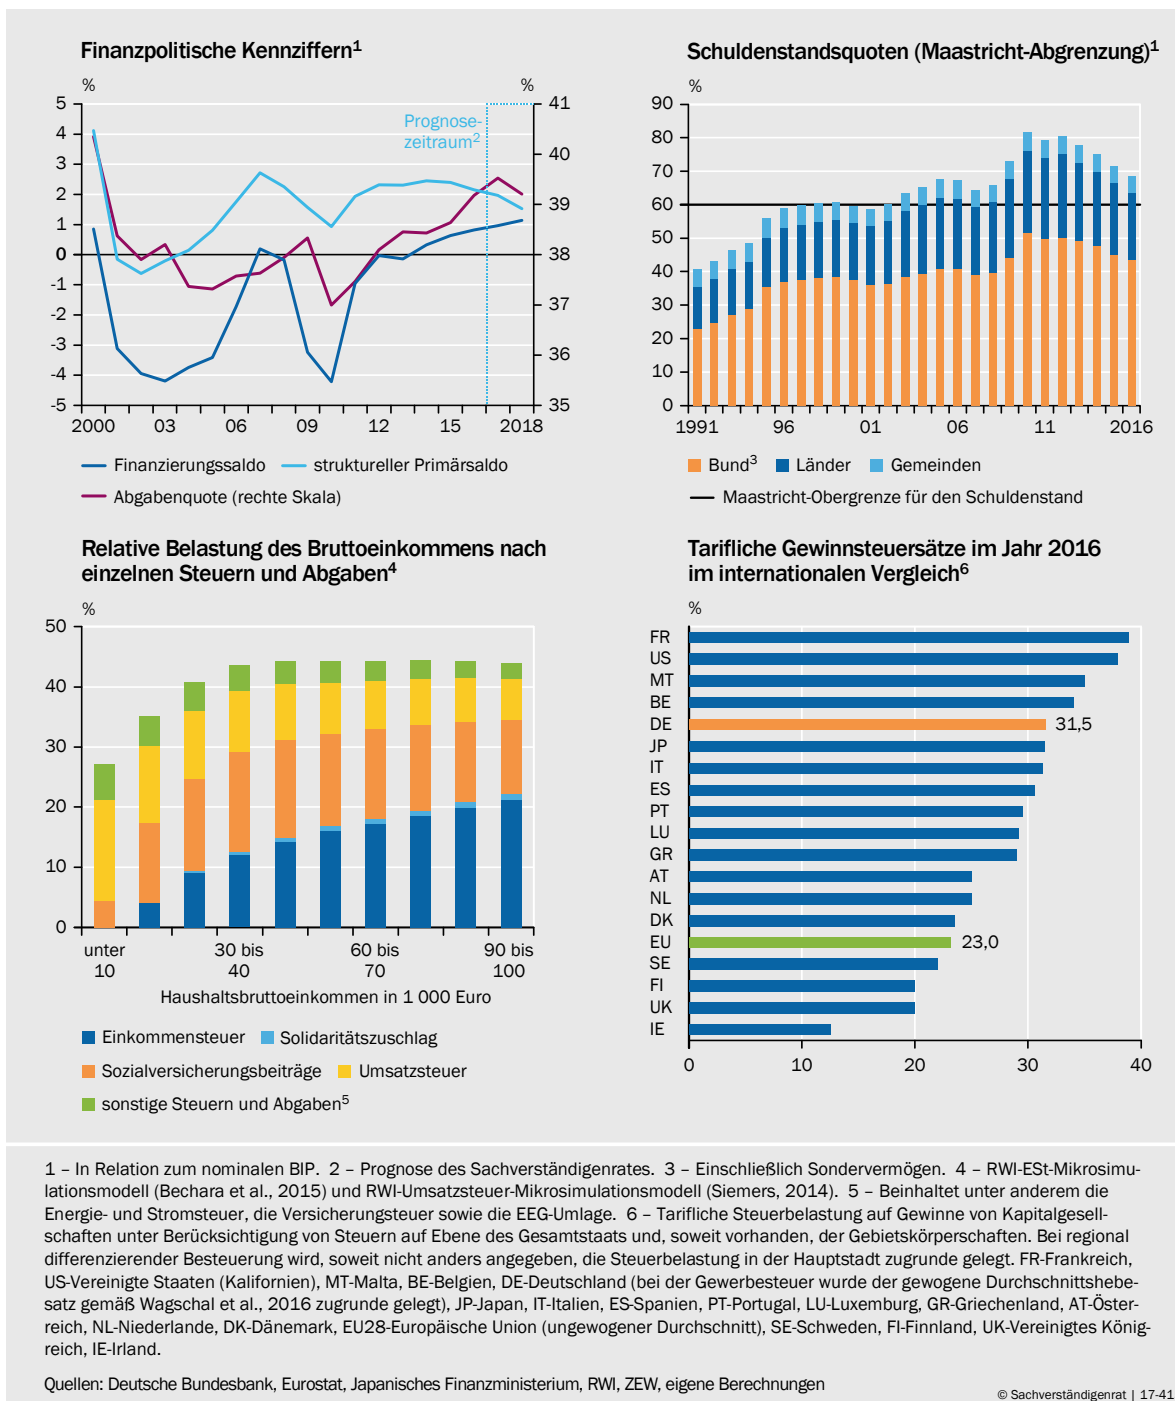 Finanzpolitische Kennziffern¹
%
%
5
4
3
2
1
0
-1
-2
-3
-4
-5
41
40
39
38
37
36
35
Prognose-
zeitraum²
2000 03 06 09 12 15 2018
Finanzierungssaldo struktureller Primärsaldo
Abgabenquote (rechte Skala)
Schuldenstandsquoten (Maastricht-Abgrenzung)¹
%
90
80
70
60
50
40
30
20
10
0
1991 96 01 06 11 2016
Bund³ Länder Gemeinden
Maastricht-Obergrenze für den Schuldenstand
Relative Belastung des Bruttoeinkommens nach
einzelnen Steuern und Abgaben⁴
%
50
40
30
20
10
0
unter 30 bis 60 bis 90 bis
10 40 70 100
Haushaltsbruttoeinkommen in 1 000 Euro
Einkommensteuer Solidaritätszuschlag
Sozialversicherungsbeiträge Umsatzsteuer
sonstige Steuern und Abgaben⁵
Tarifliche Gewinnsteuersätze im Jahr 2016
im internationalen Vergleich⁶
%
FR
US
MT
BE
DE 31,5
JP
IT
ES
PT
LU
GR
AT
NL
DK
EU 23,0
SE
FI
UK
IE
0 10 20 30 40
1 – In Relation zum nominalen BIP. 2 – Prognose des Sachverständigenrates. 3 – Einschließlich Sondervermögen. 4 – RWI-ESt-Mikrosimu-
lationsmodell (Bechara et al., 2015) und RWI-Umsatzsteuer-Mikrosimulationsmodell (Siemers, 2014). 5 – Beinhaltet unter anderem die
Energie- und Stromsteuer, die Versicherungsteuer sowie die EEG-Umlage. 6 – Tarifliche Steuerbelastung auf Gewinne von Kapitalgesell-
schaften unter Berücksichtigung von Steuern auf Ebene des Gesamtstaats und, soweit vorhanden, der Gebietskörperschaften. Bei regional
differenzierender Besteuerung wird, soweit nicht anders angegeben, die Steuerbelastung in der Hauptstadt zugrunde gelegt. FR-Frankreich,
US-Vereinigte Staaten (Kalifornien), MT-Malta, BE-Belgien, DE-Deutschland (bei der Gewerbesteuer wurde der gewogene Durchschnittshebe-
satz gemäß Wagschal et al., 2016 zugrunde gelegt), JP-Japan, IT-Italien, ES-Spanien, PT-Portugal, LU-Luxemburg, GR-Griechenland, AT-Öster-
reich, NL-Niederlande, DK-Dänemark, EU28-Europäische Union (ungewogener Durchschnitt), SE-Schweden, FI-Finnland, UK-Vereinigtes König-
reich, IE-Irland.
Quellen: Deutsche Bundesbank, Eurostat, Japanisches Finanzministerium, RWI, ZEW, eigene Berechnungen
© Sachverständigenrat | 17-41